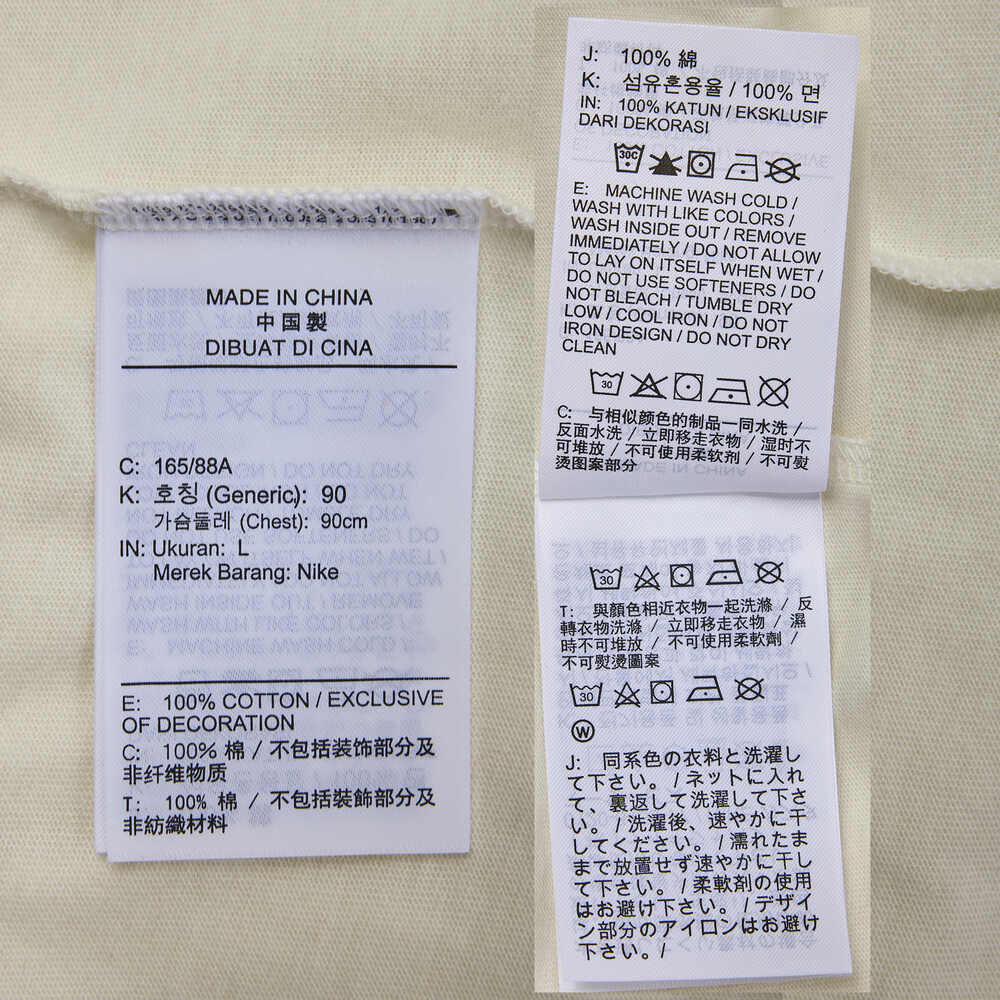 MADE IN CHINA
中国製
DIBUAT DI CINA
C: 165/88A
K: 호칭 (Generic): 90
가슴둘레 (Chest): 90cm
IN: Ukuran: L
Merek Barang: Nike
E: 100% COTTON / EXCLUSIVE
OF DECORATION
C: 100% 棉 / 不包括装饰部分及
非纤维物质
T: 100% 棉 / 不包括裝飾部分及
非紡織材料
J: 100% 綿
K: 섬유혼용율 / 100% 면
IN: 100% KATUN / EKSKLUSIF
DARI DEKORASI
30C
E: MACHINE WASH COLD /
WASH WITH LIKE COLORS /
WASH INSIDE OUT / REMOVE
IMMEDIATELY / DO NOT ALLOW
TO LAY ON ITSELF WHEN WET /
DO NOT USE SOFTENERS / DO
NOT BLEACH / TUMBLE DRY
LOW / COOL IRON / DO NOT
IRON DESIGN / DO NOT DRY
CLEAN
30
C: 与相似颜色的制品一同水洗 /
反面水洗 / 立即移走衣物 / 湿时不
可堆放 / 不可使用柔软剂 / 不可熨
烫图案部分
30
T: 與顏色相近衣物一起洗滌 / 反
轉衣物洗滌 / 立即移走衣物 / 濕
時不可堆放 / 不可使用柔軟劑 /
不可熨燙圖案
30
W
J: 同系色の衣料と洗濯し
て下さい。 / ネットに入れ
て、裏返して洗濯して下さ
い。 / 洗濯後、速やかに干
してください。 / 濡れたま
まで放置せず速やかに干し
て下さい。 / 柔軟剤の使用
はお避け下さい。 / デザイ
ン部分のアイロンはお避け
下さい。 /